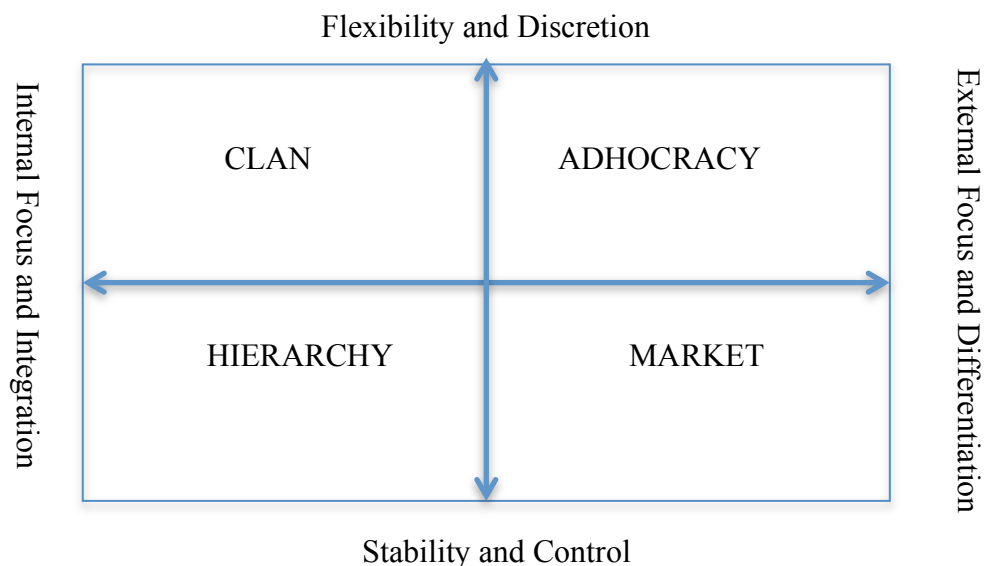 Flexibility and Discretion
Internal Focus and Integration
External Focus and Differentiation
CLAN
ADHOCRACY
HIERARCHY
MARKET
Stability and Control